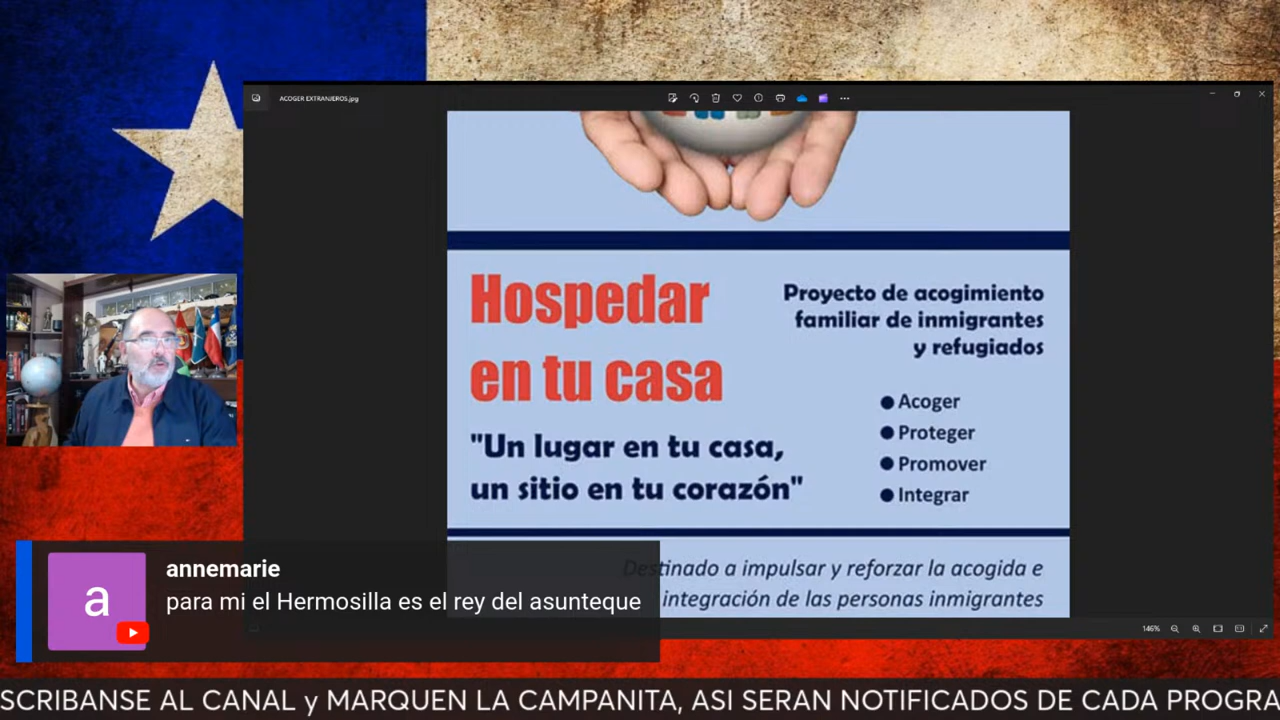 ACOGER EXTRANJEROS.jpg
Hospedar
en tu casa
"Un lugar en tu casa,
un sitio en tu corazón"
Proyecto de acogimiento
familiar de inmigrantes
y refugiados
● Acoger
● Proteger
● Promover
● Integrar
Destinado a impulsar y reforzar la acogida e
integración de las personas inmigrantes
a
annemarie
para mi el Hermosilla es el rey del asunteque
146%
SCRIBANSE AL CANAL y MARQUEN LA CAMPANITA, ASI SERAN NOTIFICADOS DE CADA PROGRA